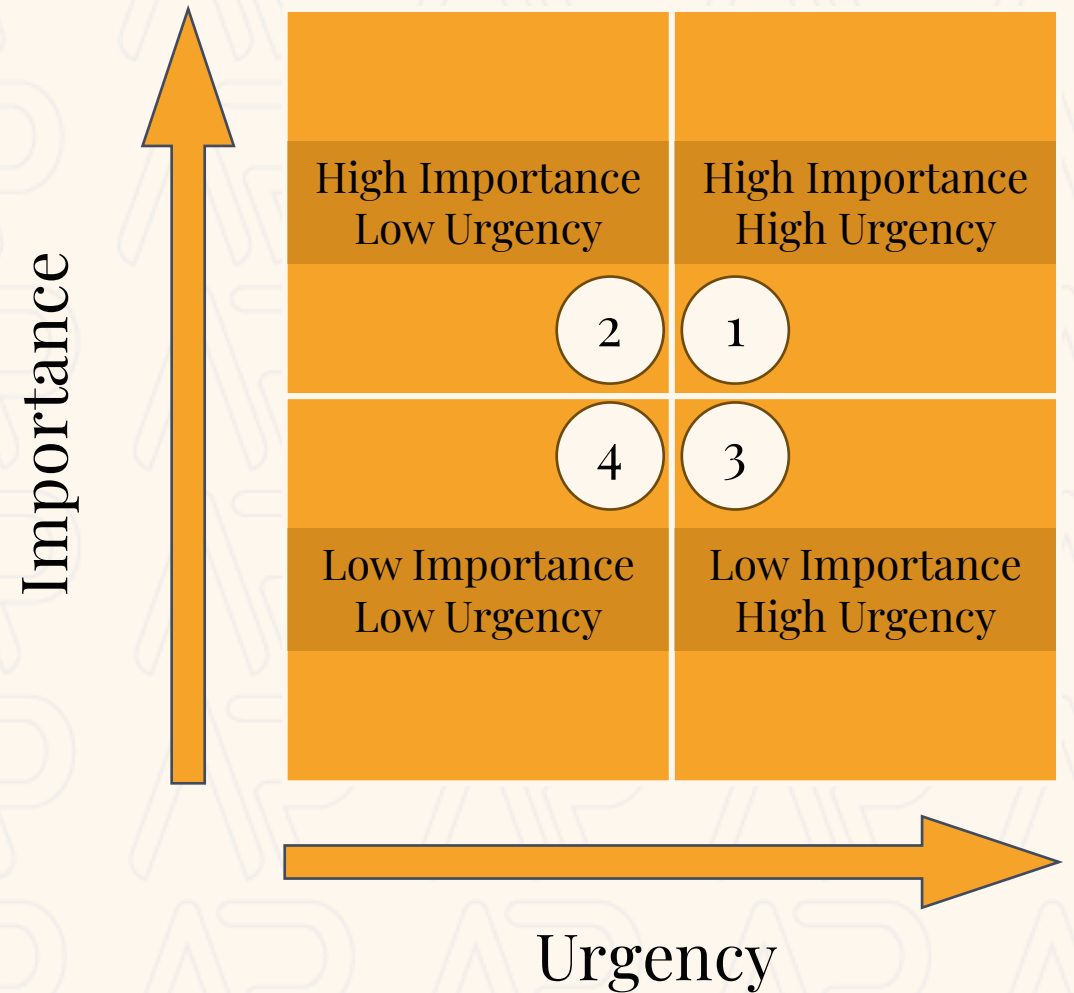 Importance
High Importance
Low Urgency
High Importance
High Urgency
2
1
4
3
Low Importance
Low Urgency
Low Importance
High Urgency
Urgency